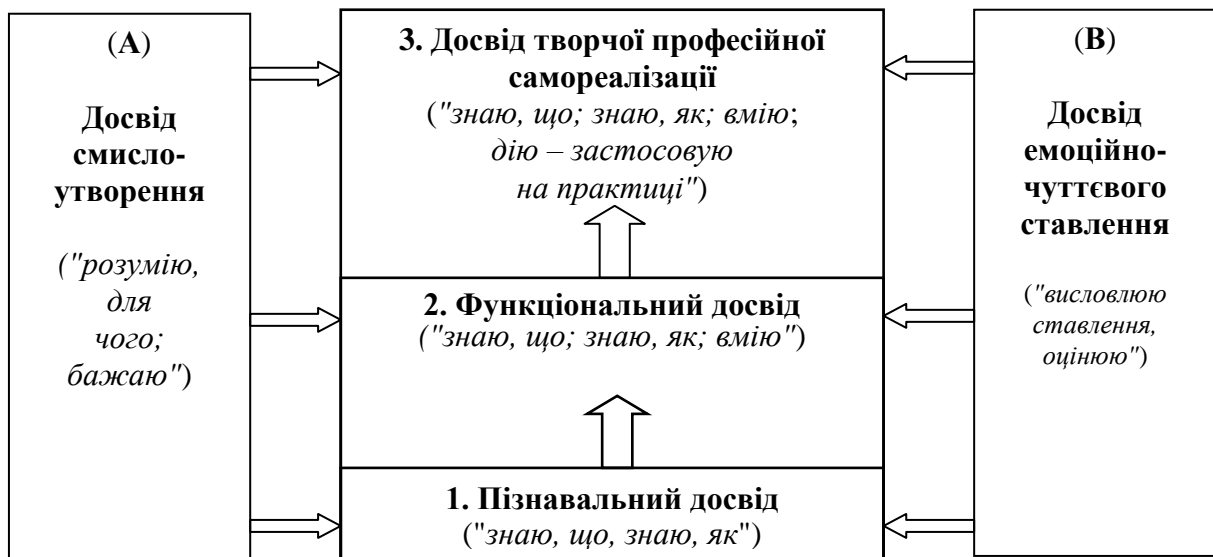 (А)
Досвід
смисло-
утворення
("розумію,
для
чого;
бажаю")
3. Досвід творчої професійної
самореалізації
("знаю, що; знаю, як; вмію;
дію – застосовую
на практиці")
2. Функціональний досвід
("знаю, що; знаю, як; вмію")
1. Пізнавальний досвід
("знаю, що, знаю, як")
(В)
Досвід
емоційно-
чуттєвого
ставлення
("висловлюю
ставлення,
оцінюю")